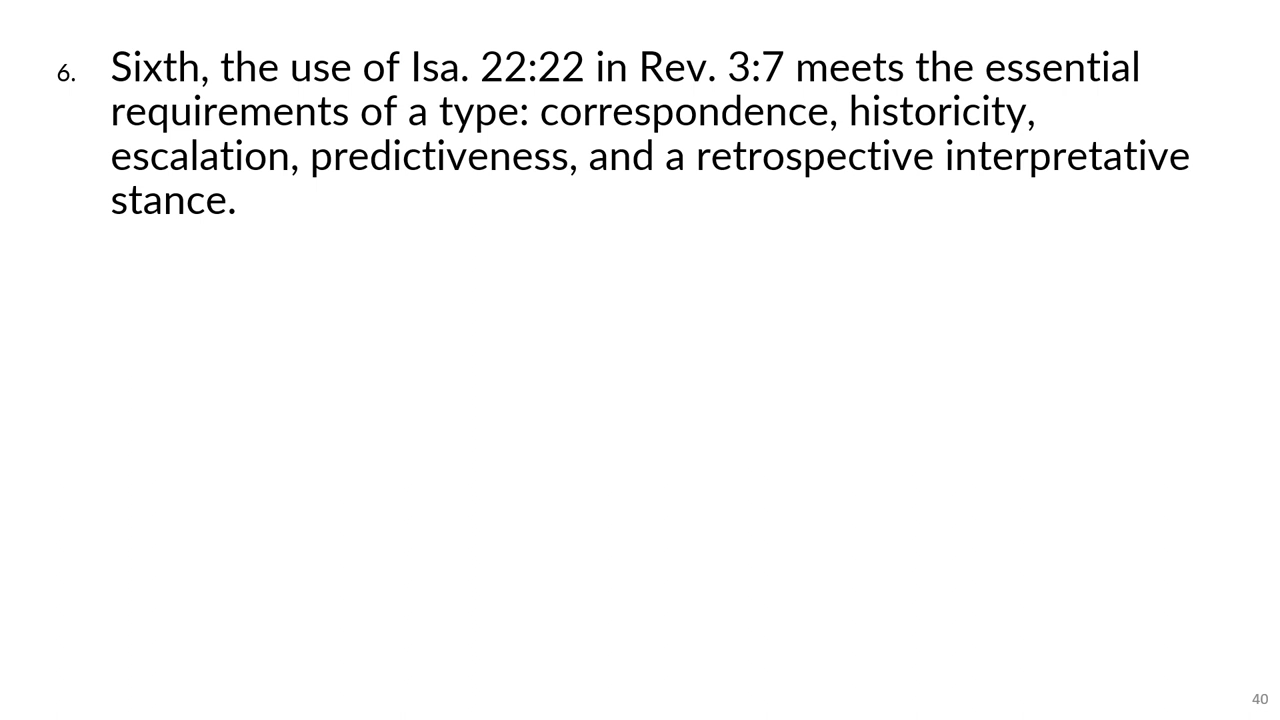 6. Sixth, the use of Isa. 22:22 in Rev. 3:7 meets the essential
requirements of a type: correspondence, historicity,
escalation, predictiveness, and a retrospective interpretative
stance.
40